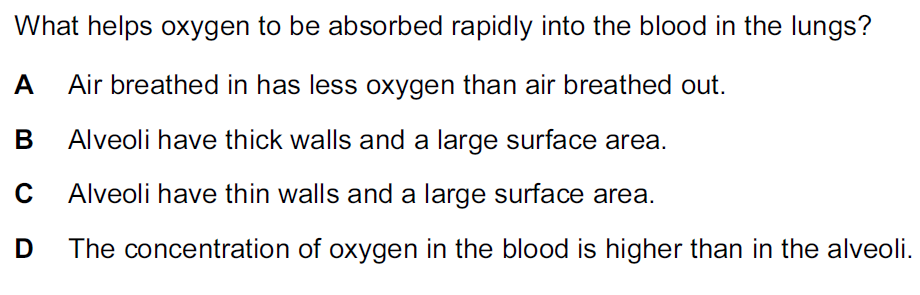 What helps oxygen to be absorbed rapidly into the blood in the lungs?
A Air breathed in has less oxygen than air breathed out.
B Alveoli have thick walls and a large surface area.
C Alveoli have thin walls and a large surface area.
D The concentration of oxygen in the blood is higher than in the alveoli.